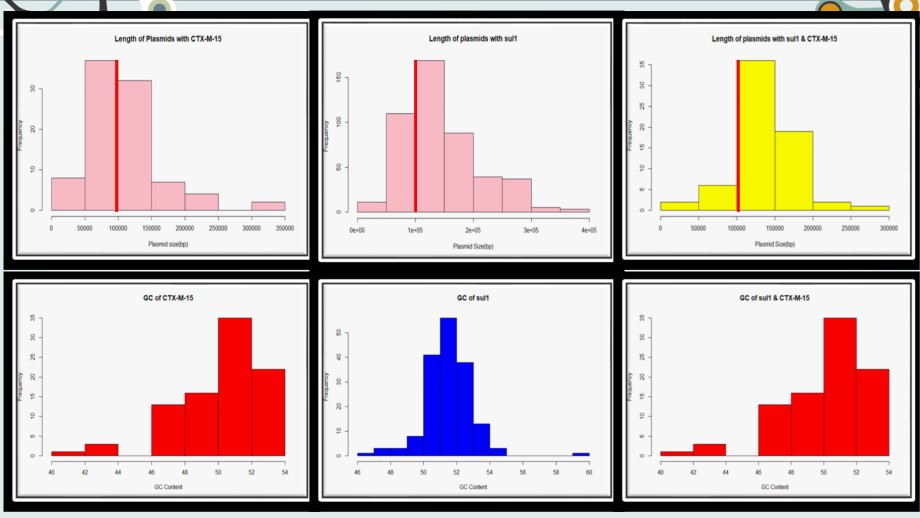 Length of Plasmids with CTX-M-15
Frequency
0 10 20 30
0 50000 100000 150000 200000 250000 300000 350000
Plasmid size(bp)
Length of plasmids with sul1
Frequency
0 50 100 150
0e+00 1e+05 2e+05 3e+05 4e+05
Plasmid Size(bp)
Length of plasmids with sul1 & CTX-M-15
Frequency
0 5 10 15 20 25 30 35
0 50000 100000 150000 200000 250000 300000
Plasmid Size(bp)
GC of CTX-M-15
Frequency
0 5 10 15 20 25 30 35
40 42 44 46 48 50 52 54
GC Content
GC of sul1
Frequency
0 10 20 30 40 50
46 48 50 52 54 56 58 60
GC Content
GC of sul1 & CTX-M-15
Frequency
0 5 10 15 20 25 30 35
40 42 44 46 48 50 52 54
GC Content